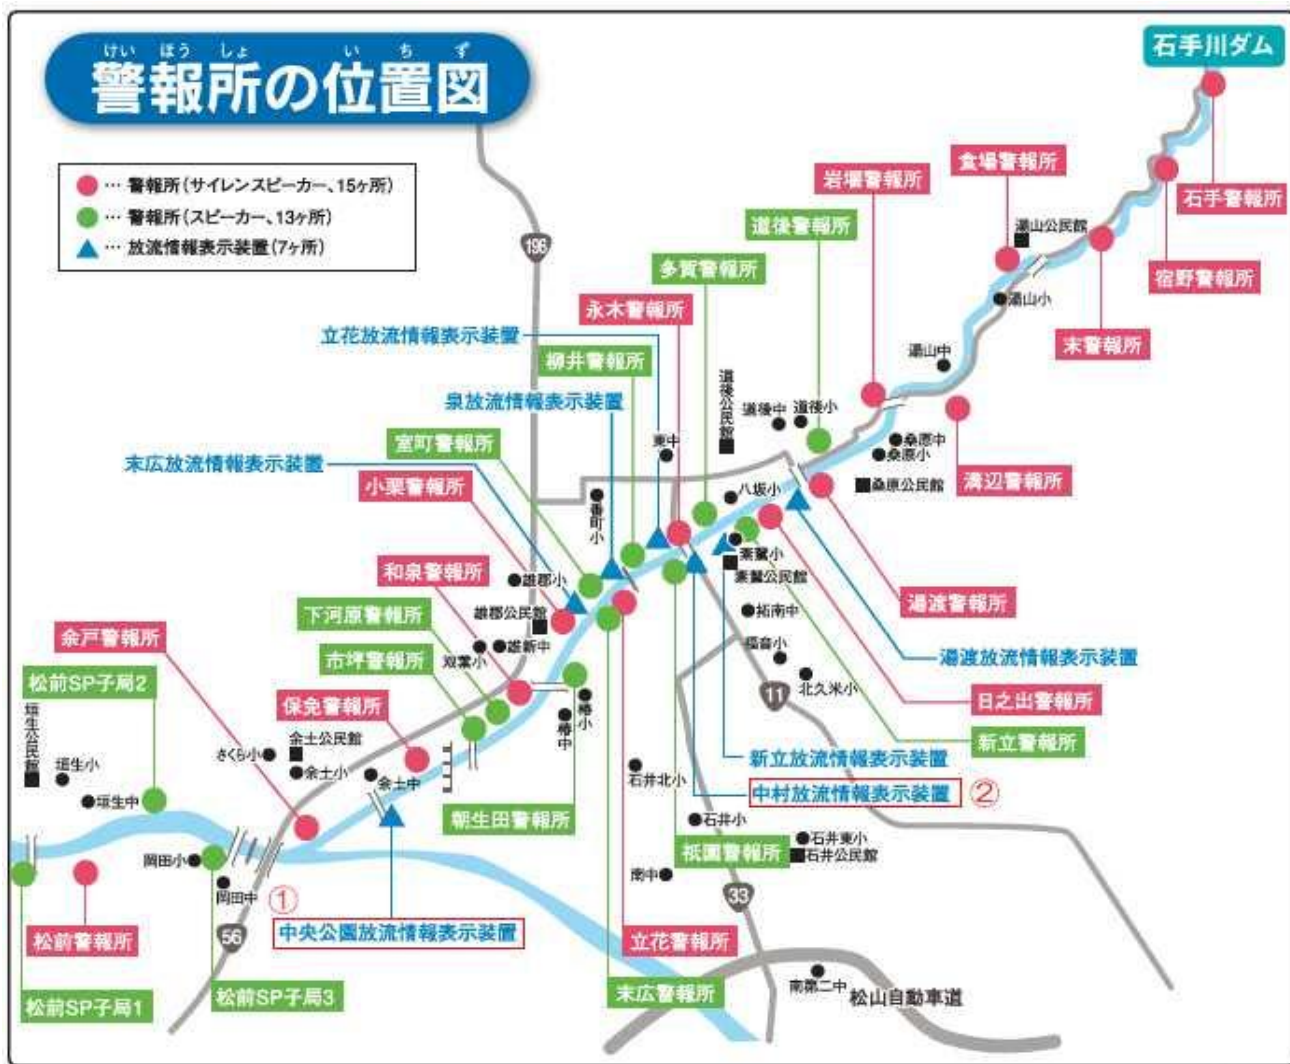 けい ほう しょ い ち ず
警報所の位置図
石手川ダム
●… 警報所(サイレンスピーカー、15ヶ所)
●… 警報所(スピーカー、13ヶ所)
▲… 放流情報表示装置(7ヶ所)
196
岩堰警報所
食場警報所
石手警報所
道後警報所
湯山公民館
多賀警報所
宿野警報所
永木警報所
湯山小
立花放流情報表示装置
末警報所
柳井警報所
湯山中
道後公民館
泉放流情報表示装置
道後中
道後小
室町警報所
東中
桑原中
末広放流情報表示装置
桑原小
小栗警報所
八坂小
桑原公民館
溝辺警報所
番町小
素鵞小
和泉警報所
雄郡小
素鵞公民館
下河原警報所
雄郡公民館
湯渡警報所
拓南中
余戸警報所
双葉小
雄新中
福音小
湯渡放流情報表示装置
市坪警報所
松前SP子局2
北久米小
11
日之出警報所
保免警報所
椿小
椿中
垣生公民館
新立警報所
余土公民館
さくら小
新立放流情報表示装置
垣生小
余土小
余土中
石井北小
中村放流情報表示装置 ②
垣生中
朝生田警報所
石井小
石井東小
祇園警報所
石井公民館
岡田小
南中
岡田中
33
①
56
中央公園放流情報表示装置
松前警報所
立花警報所
南第二中
松前SP子局1
松前SP子局3
末広警報所
松山自動車道